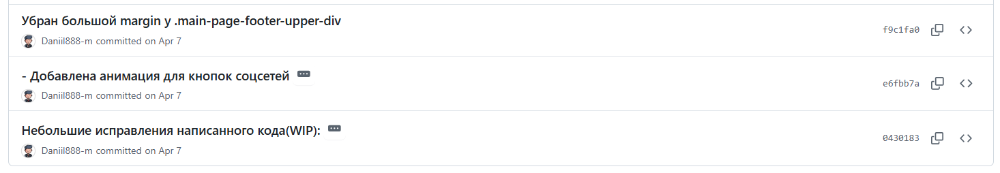 Убран большой margin у .main-page-footer-upper-div
Daniil888-m committed on Apr 7
f9c1fa0
- Добавлена анимация для кнопок соцсетей
Daniil888-m committed on Apr 7
e6fbb7a
Небольшие исправления написанного кода(WIP):
Daniil888-m committed on Apr 7
0430183